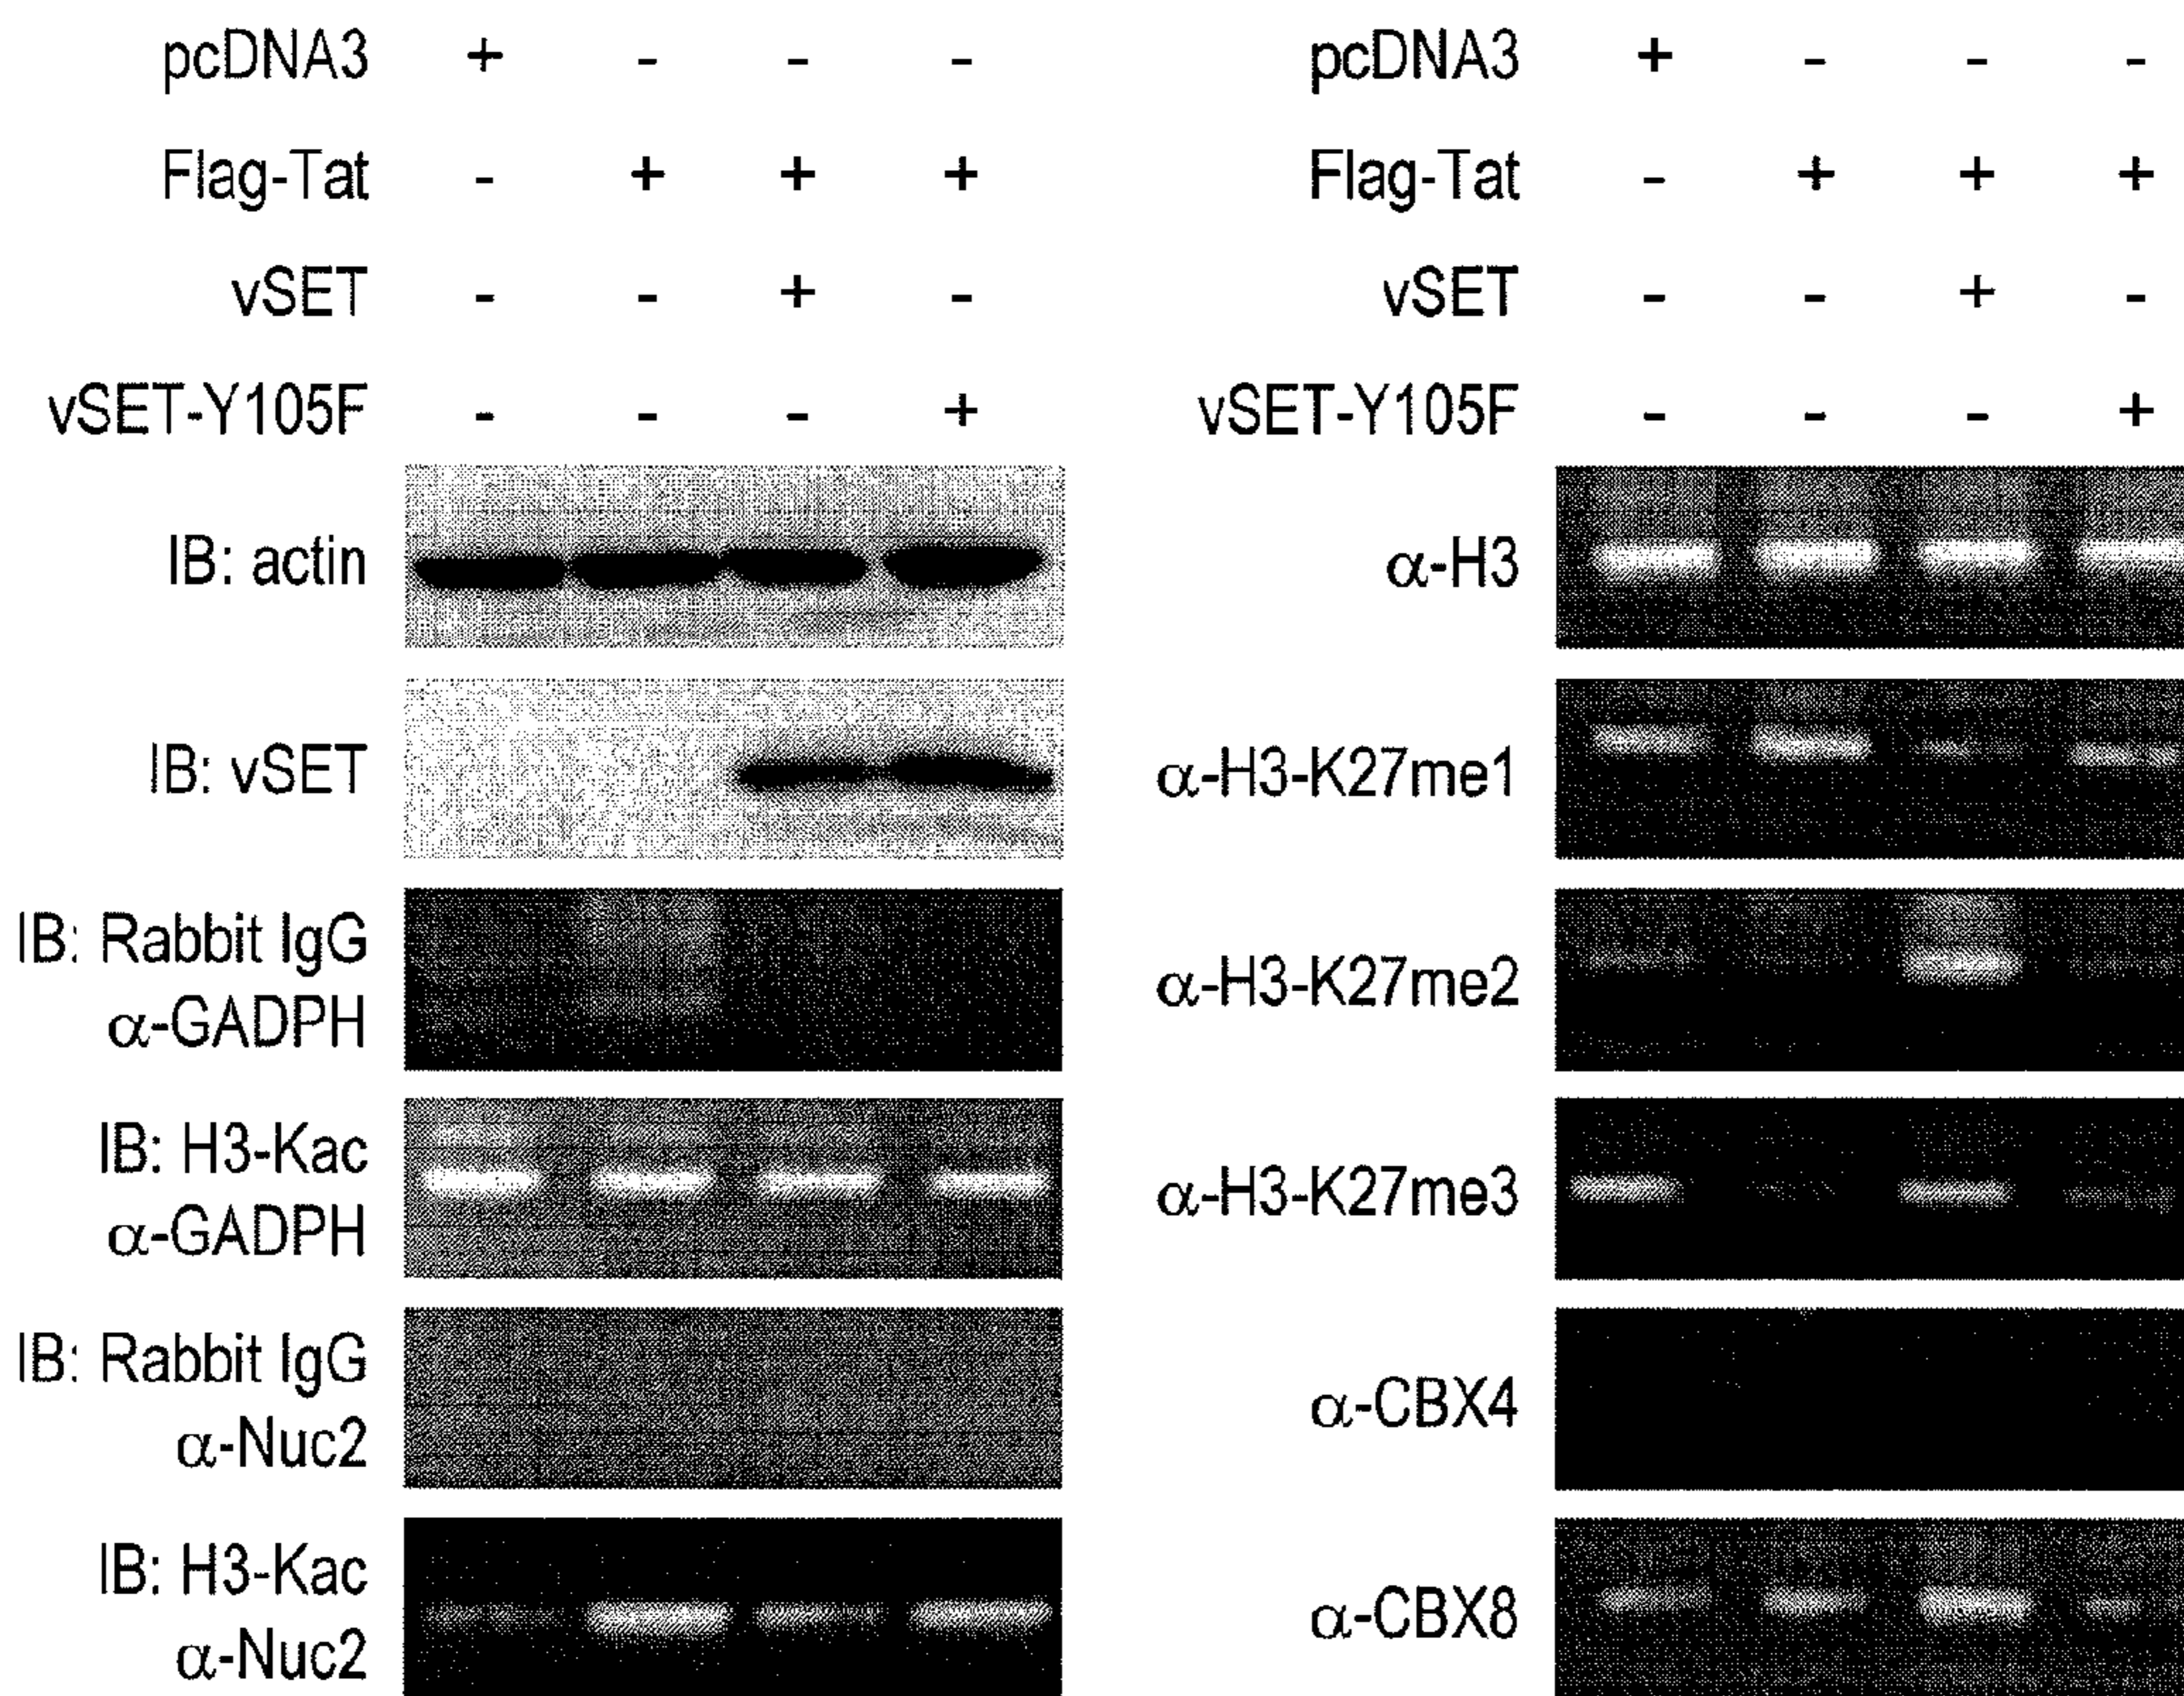 pcDNA3 + - - -
Flag-Tat - + + +
vSET - - + -
vSET-Y105F - - - +
IB: actin
IB: vSET
IB: Rabbit IgG
α-GADPH
IB: H3-Kac
α-GADPH
IB: Rabbit IgG
α-Nuc2
IB: H3-Kac
α-Nuc2
pcDNA3 + - - -
Flag-Tat - + + +
vSET - - + -
vSET-Y105F - - - +
α-H3
α-H3-K27me1
α-H3-K27me2
α-H3-K27me3
α-CBX4
α-CBX8